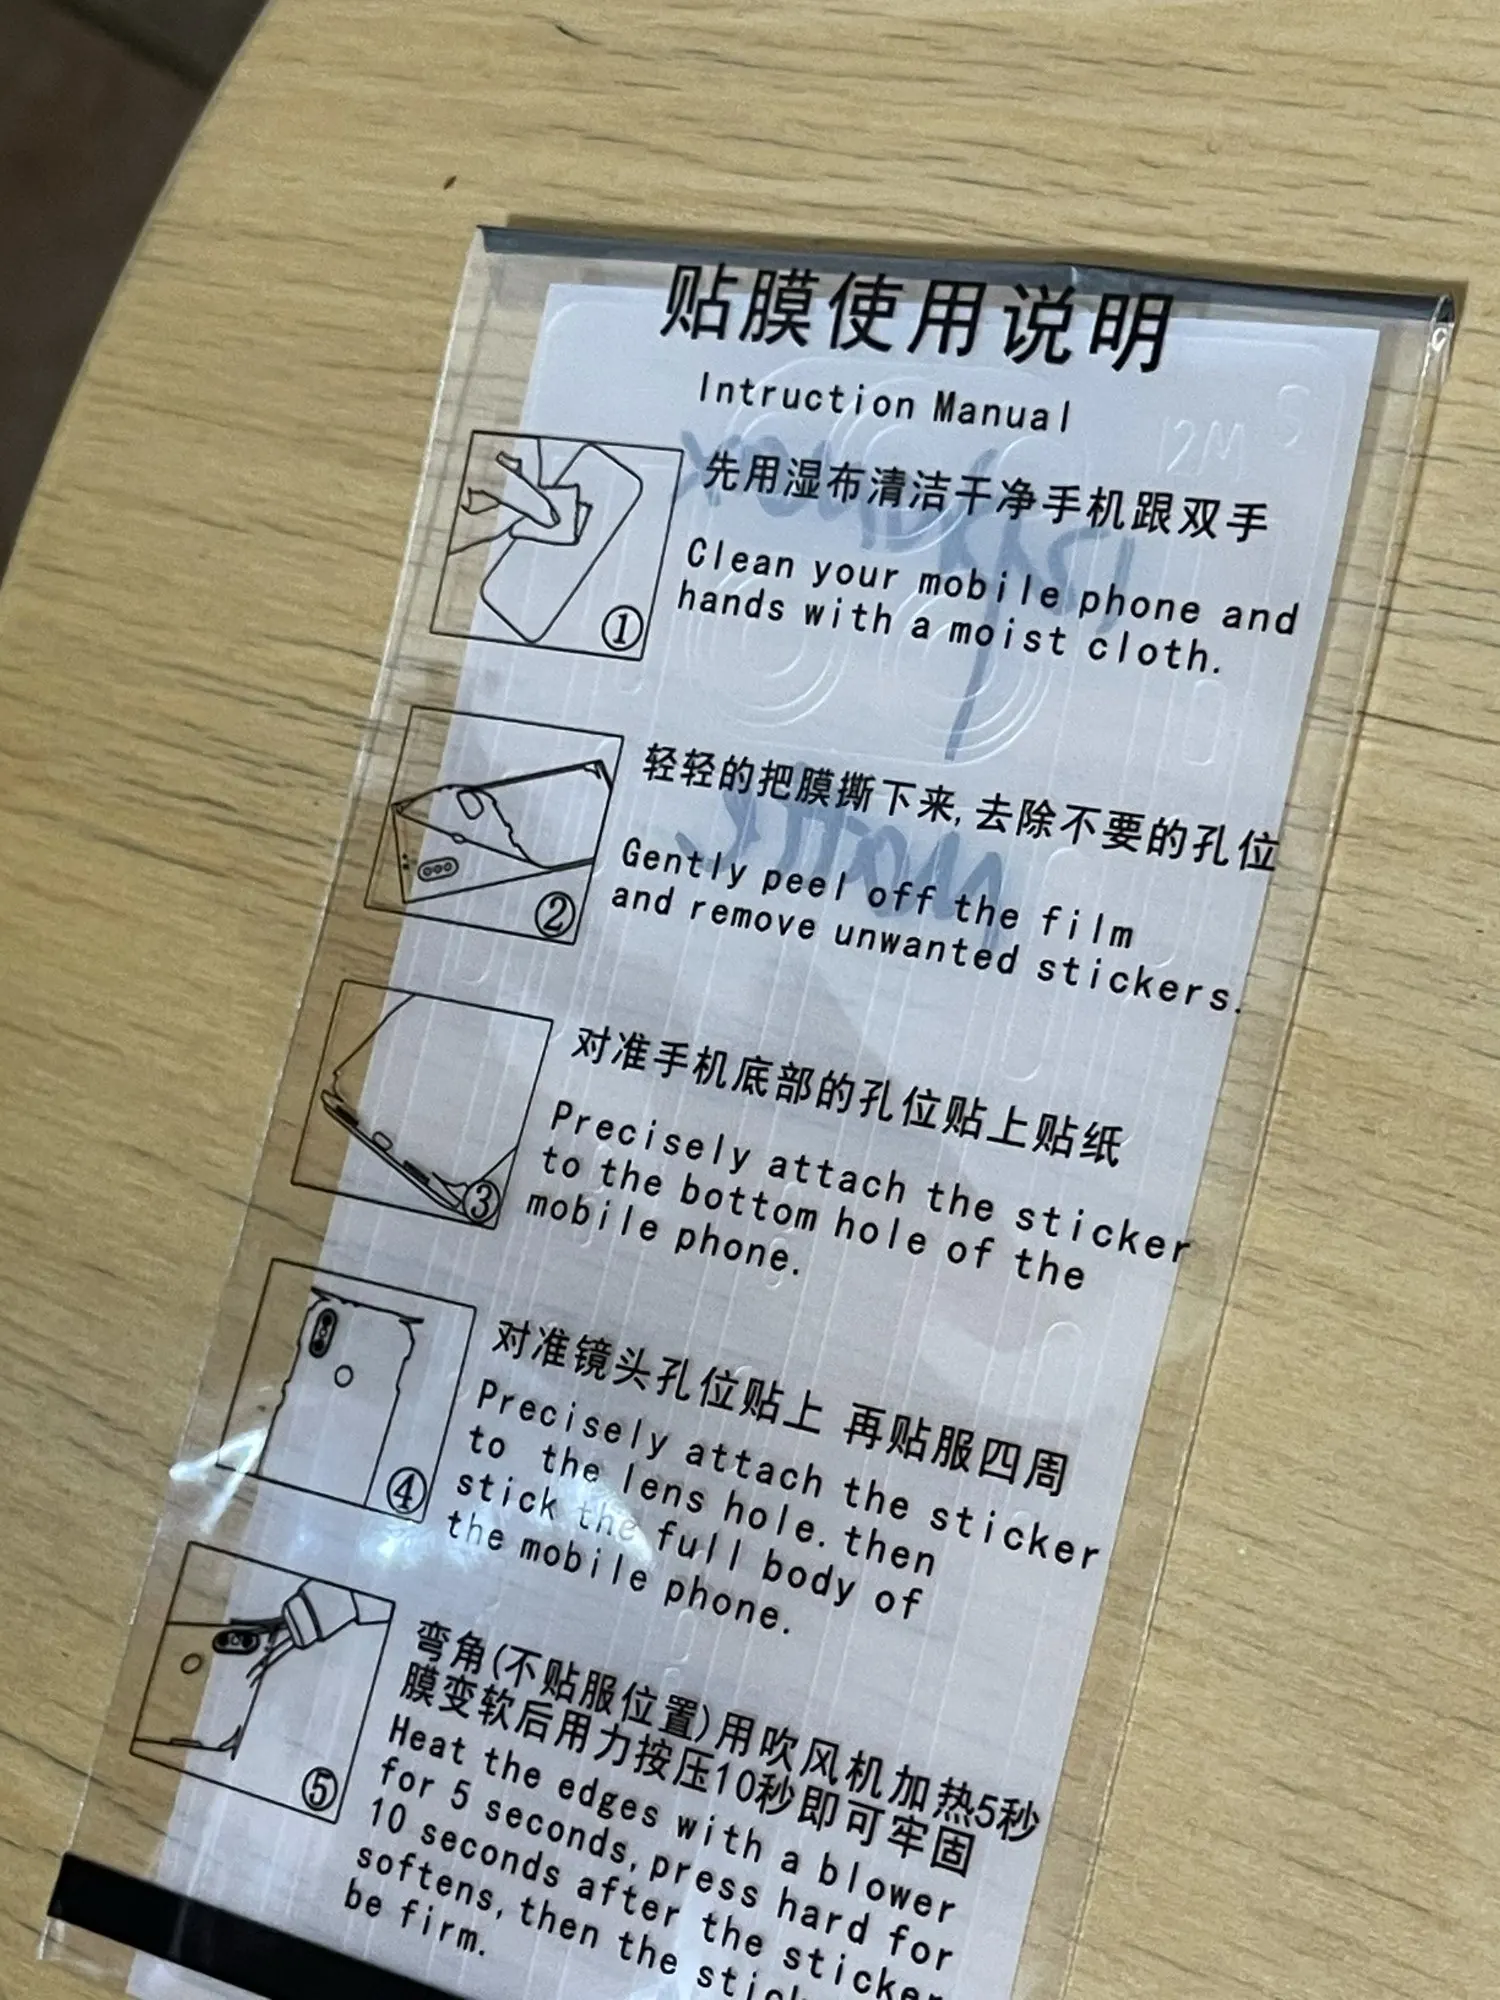 贴膜使用说明
Intruction Manual
12M S
先用湿布清洁干净手机跟双手
Clean your mobile phone and
hands with a moist cloth.
①
轻轻的把膜撕下来,去除不要的孔位
Gently peel off the film
and remove unwanted stickers.
②
对准手机底部的孔位贴上贴纸
Precisely attach the sticker
to the bottom hole of the
mobile phone.
③
对准镜头孔位贴上 再贴服四周
Precisely attach the sticker
to the lens hole. then
stick the full body of
the mobile phone.
④
弯角(不贴服位置)用吹风机加热5秒
膜变软后用力按压10秒即可牢固
Heat the edges with a blower
for 5 seconds, press hard for
10 seconds after the sticker
softens, then the
be firm.
⑤